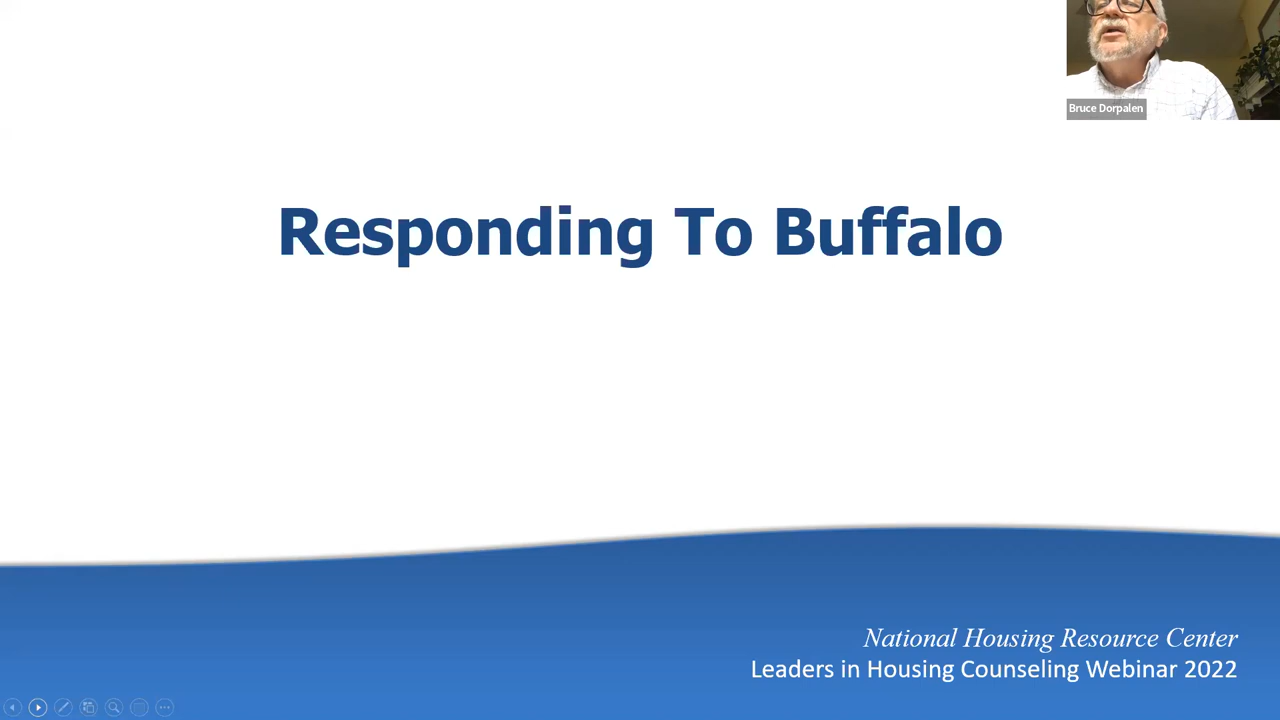 Bruce Dorpalen
Responding To Buffalo
National Housing Resource Center
Leaders in Housing Counseling Webinar 2022